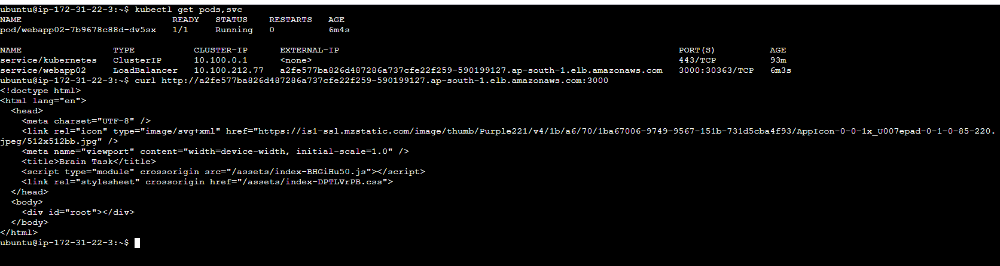 ubuntu@ip-172-31-22-3:~$ kubectl get pods,svc
NAME                            READY   STATUS    RESTARTS   AGE
pod/webapp02-7b9678c88d-dv5sx   1/1     Running   0          6m4s

NAME                 TYPE           CLUSTER-IP      EXTERNAL-IP                                                                PORT(S)          AGE
service/kubernetes   ClusterIP      10.100.0.1      <none>                                                                     443/TCP          93m
service/webapp02     LoadBalancer   10.100.212.77   a2fe577ba826d487286a737cfe22f259-590199127.ap-south-1.elb.amazonaws.com   3000:30363/TCP   6m3s
ubuntu@ip-172-31-22-3:~$ curl http://a2fe577ba826d487286a737cfe22f259-590199127.ap-south-1.elb.amazonaws.com:3000
<!doctype html>
<html lang="en">
  <head>
    <meta charset="UTF-8" />
    <link rel="icon" type="image/svg+xml" href="https://is1-ssl.mzstatic.com/image/thumb/Purple221/v4/1b/a6/70/1ba67006-9749-9567-151b-731d5cba4f93/AppIcon-0-0-1x_U007epad-0-1-0-85-220.
jpeg/512x512bb.jpg" />
    <meta name="viewport" content="width=device-width, initial-scale=1.0" />
    <title>Brain Task</title>
    <script type="module" crossorigin src="/assets/index-BHGiHu50.js"></script>
    <link rel="stylesheet" crossorigin href="/assets/index-DPTLVrPB.css">
  </head>
  <body>
    <div id="root"></div>
  </body>
</html>
ubuntu@ip-172-31-22-3:~$